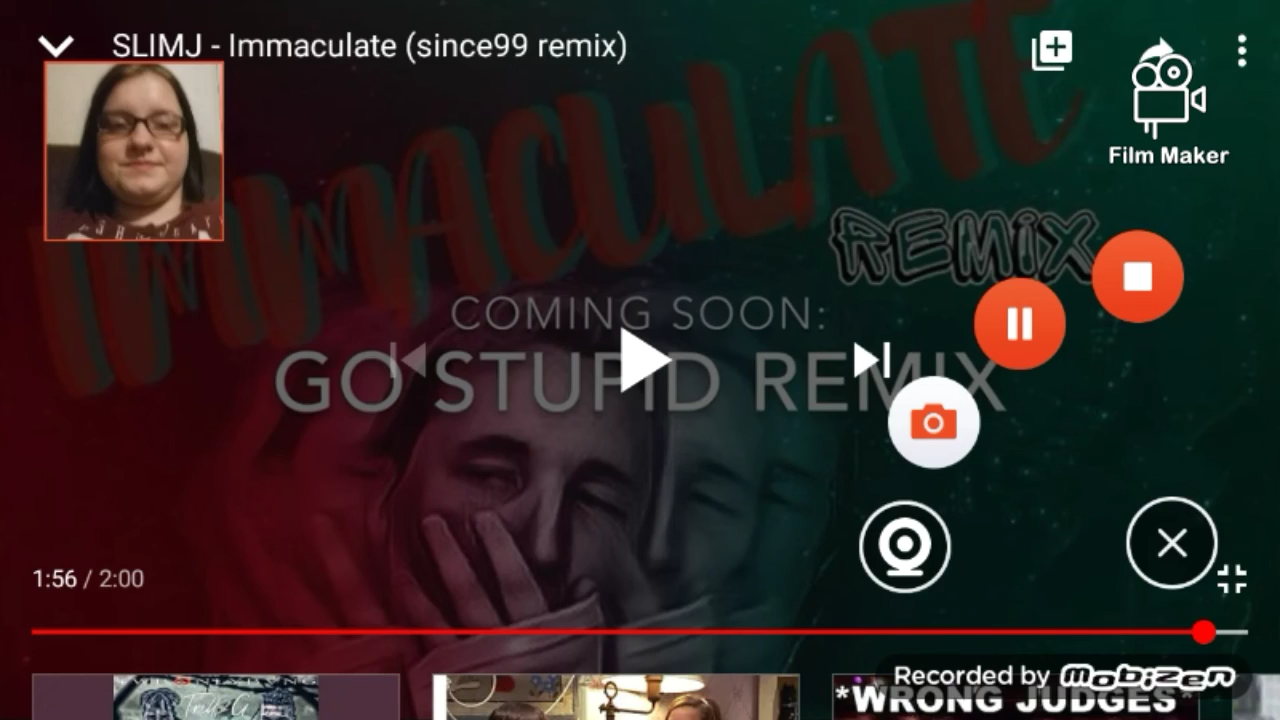 SLIMJ - Immaculate (since99 remix)
Film Maker
IMMACULATE
REMIX
COMING SOON:
GO STUPID REMIX
1:56 / 2:00
Recorded by mobizen
*WRONG JUDGES*